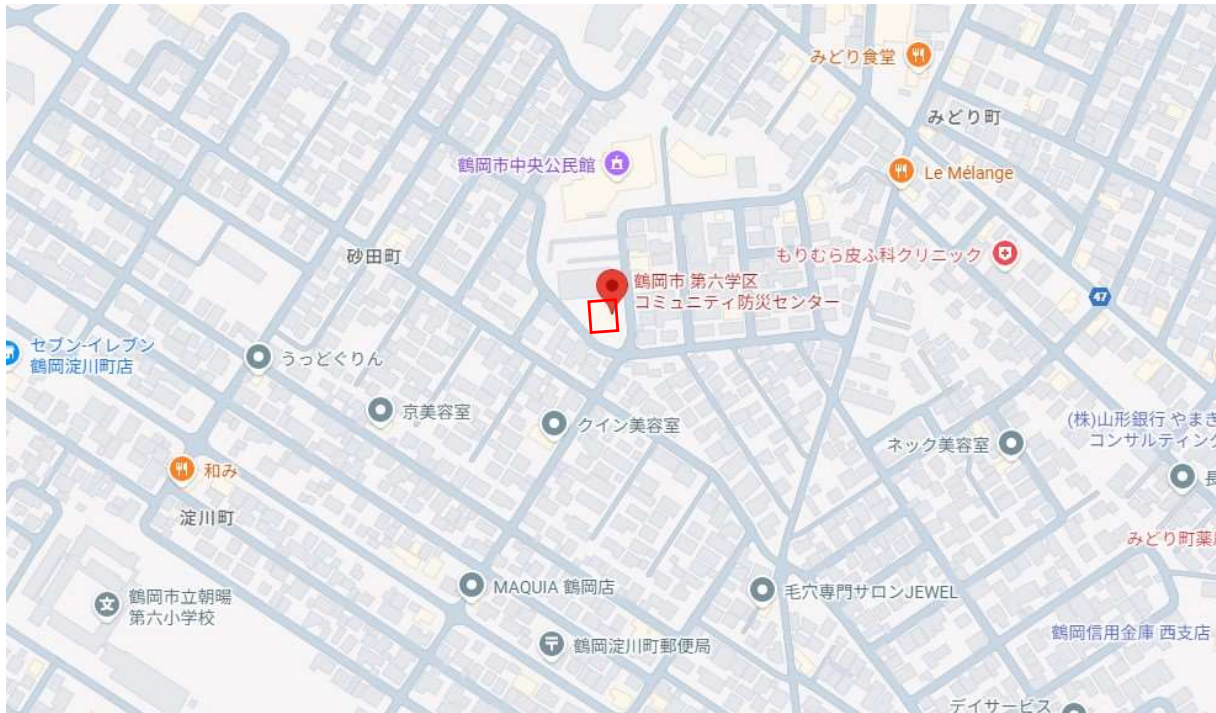 みどり食堂
みどり町
鶴岡市中央公民館
Le Mélange
砂田町
もりむら皮ふ科クリニック
鶴岡市 第六学区
コミュニティ防災センター
47
セブン-イレブン
鶴岡淀川町店
うっどぐりん
京美容室
クイン美容室
(株)山形銀行 やまき
コンサルティング
ネック美容室
和み
長
淀川町
みどり町薬
MAQUIA 鶴岡店
毛穴専門サロンJEWEL
文
鶴岡市立朝暘
第六小学校
鶴岡信用金庫 西支店
鶴岡淀川町郵便局
デイサービス